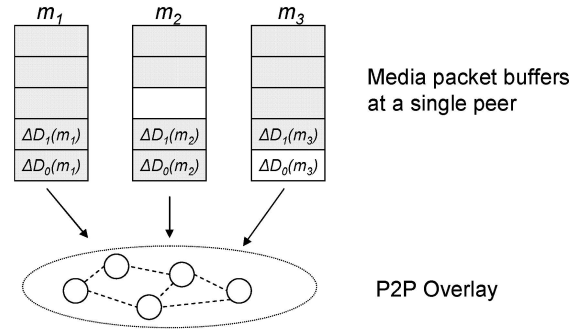 m1 m2 m3
Media packet buffers
at a single peer
ΔD1(m1) ΔD1(m2) ΔD1(m3)
ΔD0(m1) ΔD0(m2) ΔD0(m3)
P2P Overlay